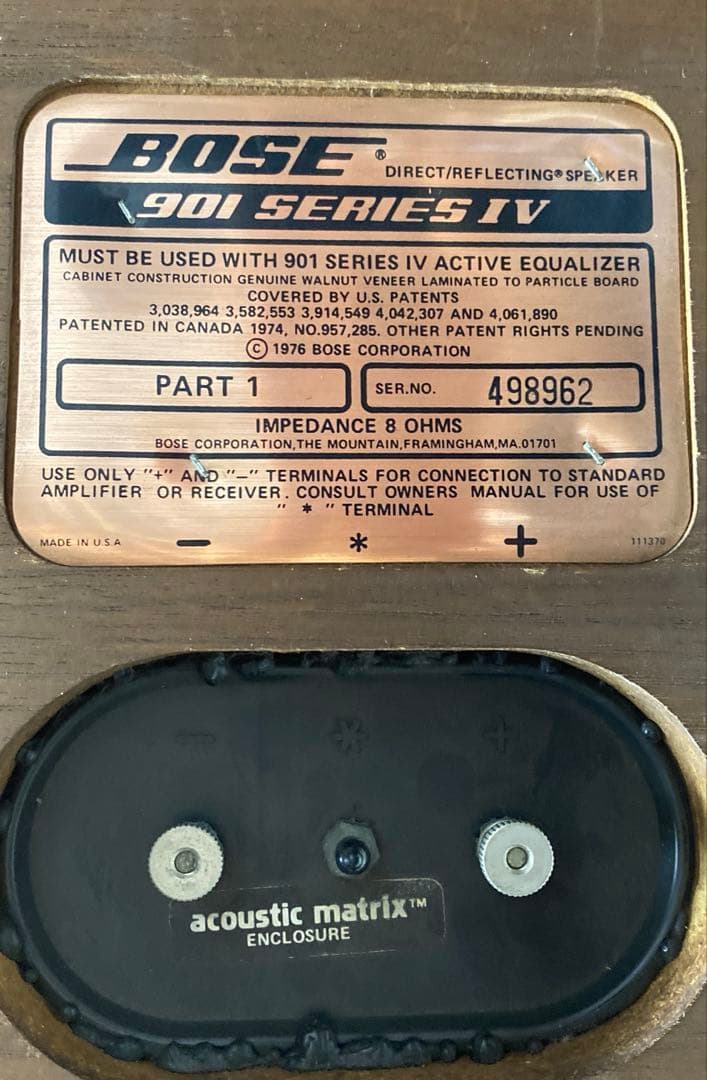 BOSE® DIRECT/REFLECTING® SPEAKER
901 SERIES IV
MUST BE USED WITH 901 SERIES IV ACTIVE EQUALIZER
CABINET CONSTRUCTION GENUINE WALNUT VENEER LAMINATED TO PARTICLE BOARD
COVERED BY U.S. PATENTS
3,038,964 3,582,553 3,914,549 4,042,307 AND 4,061,890
PATENTED IN CANADA 1974, NO.957,285. OTHER PATENT RIGHTS PENDING
© 1976 BOSE CORPORATION
PART 1 SER.NO. 498962
IMPEDANCE 8 OHMS
BOSE CORPORATION,THE MOUNTAIN,FRAMINGHAM,MA.01701
USE ONLY "+" AND "−" TERMINALS FOR CONNECTION TO STANDARD
AMPLIFIER OR RECEIVER. CONSULT OWNERS MANUAL FOR USE OF
" * " TERMINAL
MADE IN U.S.A − * + 111370
− * +
acoustic matrix™
ENCLOSURE